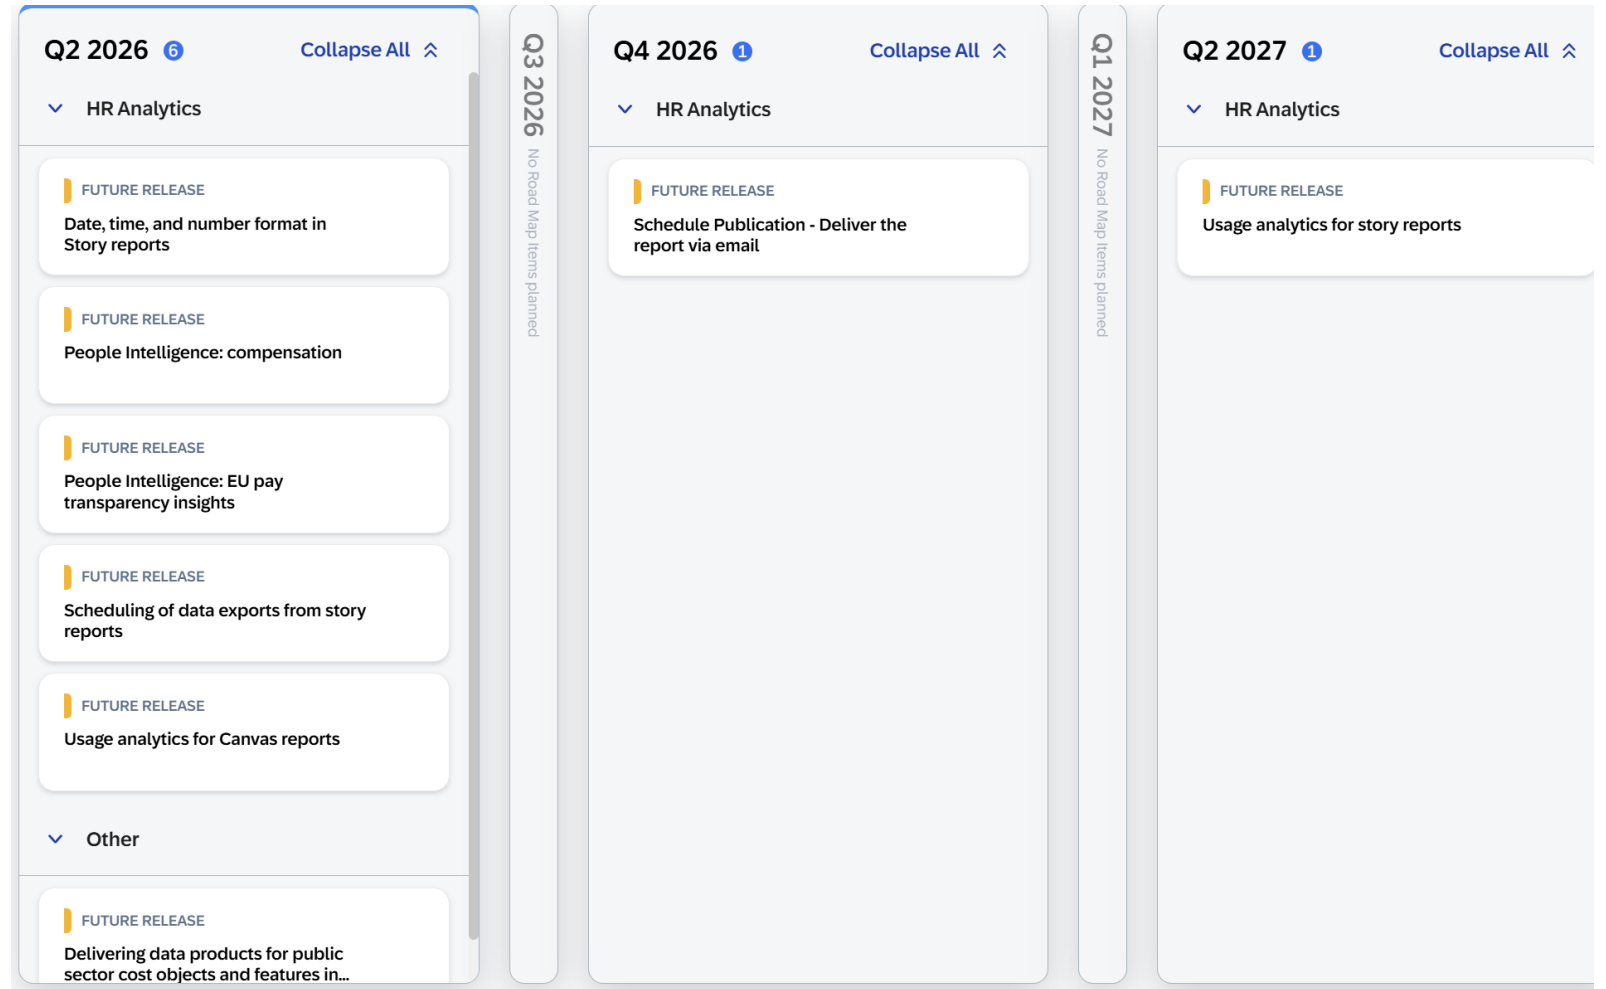 Q2 2026 6 Collapse All
HR Analytics
FUTURE RELEASE
Date, time, and number format in
Story reports
FUTURE RELEASE
People Intelligence: compensation
FUTURE RELEASE
People Intelligence: EU pay
transparency insights
FUTURE RELEASE
Scheduling of data exports from story
reports
FUTURE RELEASE
Usage analytics for Canvas reports
Other
FUTURE RELEASE
Delivering data products for public
sector cost objects and features in...
Q3 2026 No Road Map Items planned
Q4 2026 1 Collapse All
HR Analytics
FUTURE RELEASE
Schedule Publication - Deliver the
report via email
Q1 2027 No Road Map Items planned
Q2 2027 1 Collapse All
HR Analytics
FUTURE RELEASE
Usage analytics for story reports